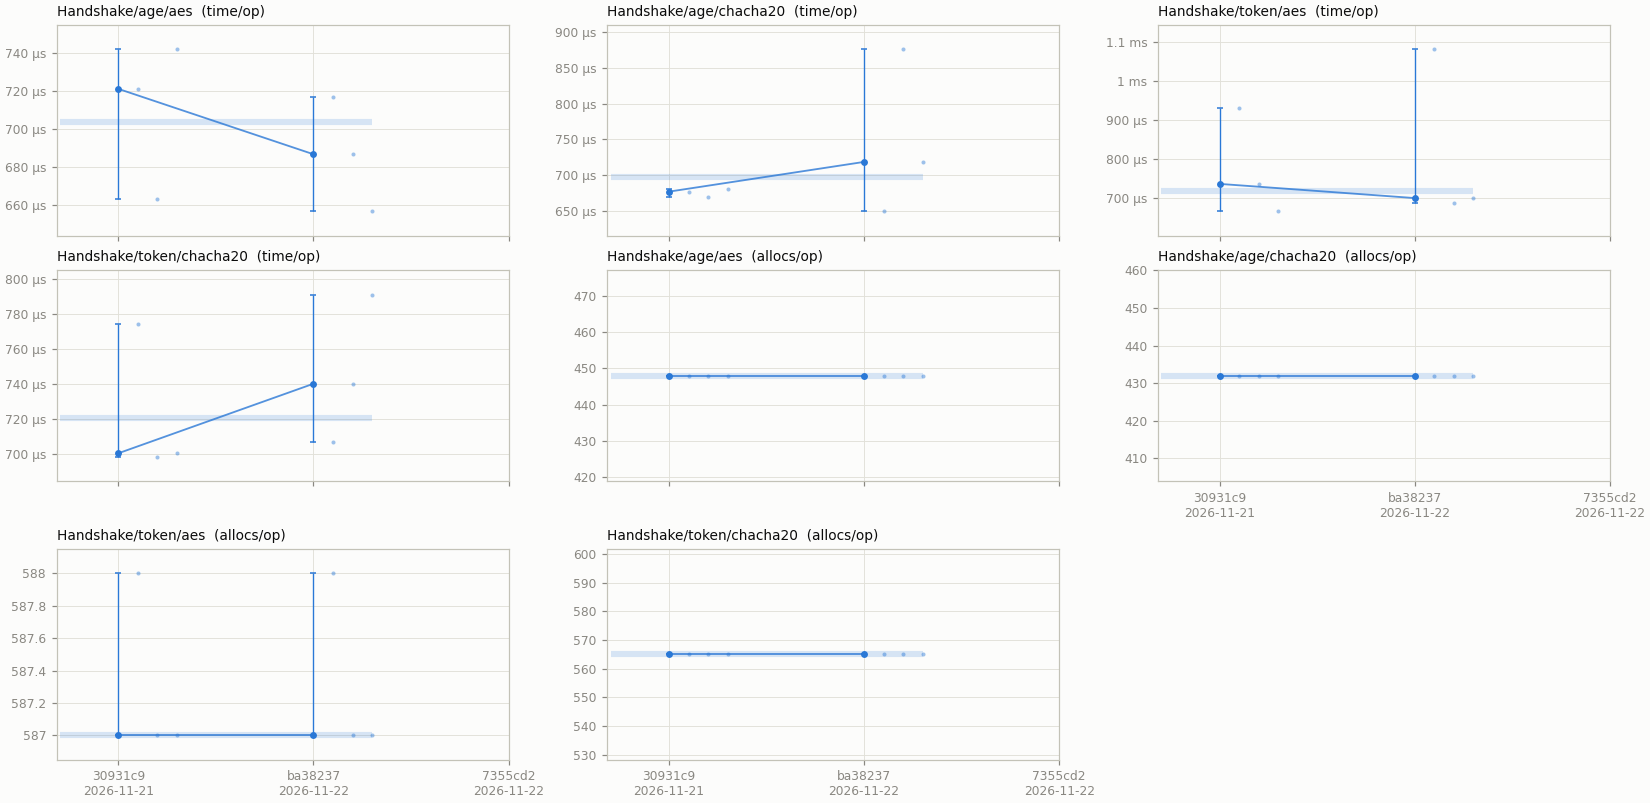 Handshake/age/aes (time/op)
740 µs
720 µs
700 µs
680 µs
660 µs
Handshake/age/chacha20 (time/op)
900 µs
850 µs
800 µs
750 µs
700 µs
650 µs
Handshake/token/aes (time/op)
1.1 ms
1 ms
900 µs
800 µs
700 µs
Handshake/token/chacha20 (time/op)
800 µs
780 µs
760 µs
740 µs
720 µs
700 µs
Handshake/age/aes (allocs/op)
470
460
450
440
430
420
Handshake/age/chacha20 (allocs/op)
460
450
440
430
420
410
30931c9
2026-11-21
ba38237
2026-11-22
7355cd2
2026-11-22
Handshake/token/aes (allocs/op)
588
587.8
587.6
587.4
587.2
587
30931c9
2026-11-21
ba38237
2026-11-22
7355cd2
2026-11-22
Handshake/token/chacha20 (allocs/op)
600
590
580
570
560
550
540
530
30931c9
2026-11-21
ba38237
2026-11-22
7355cd2
2026-11-22